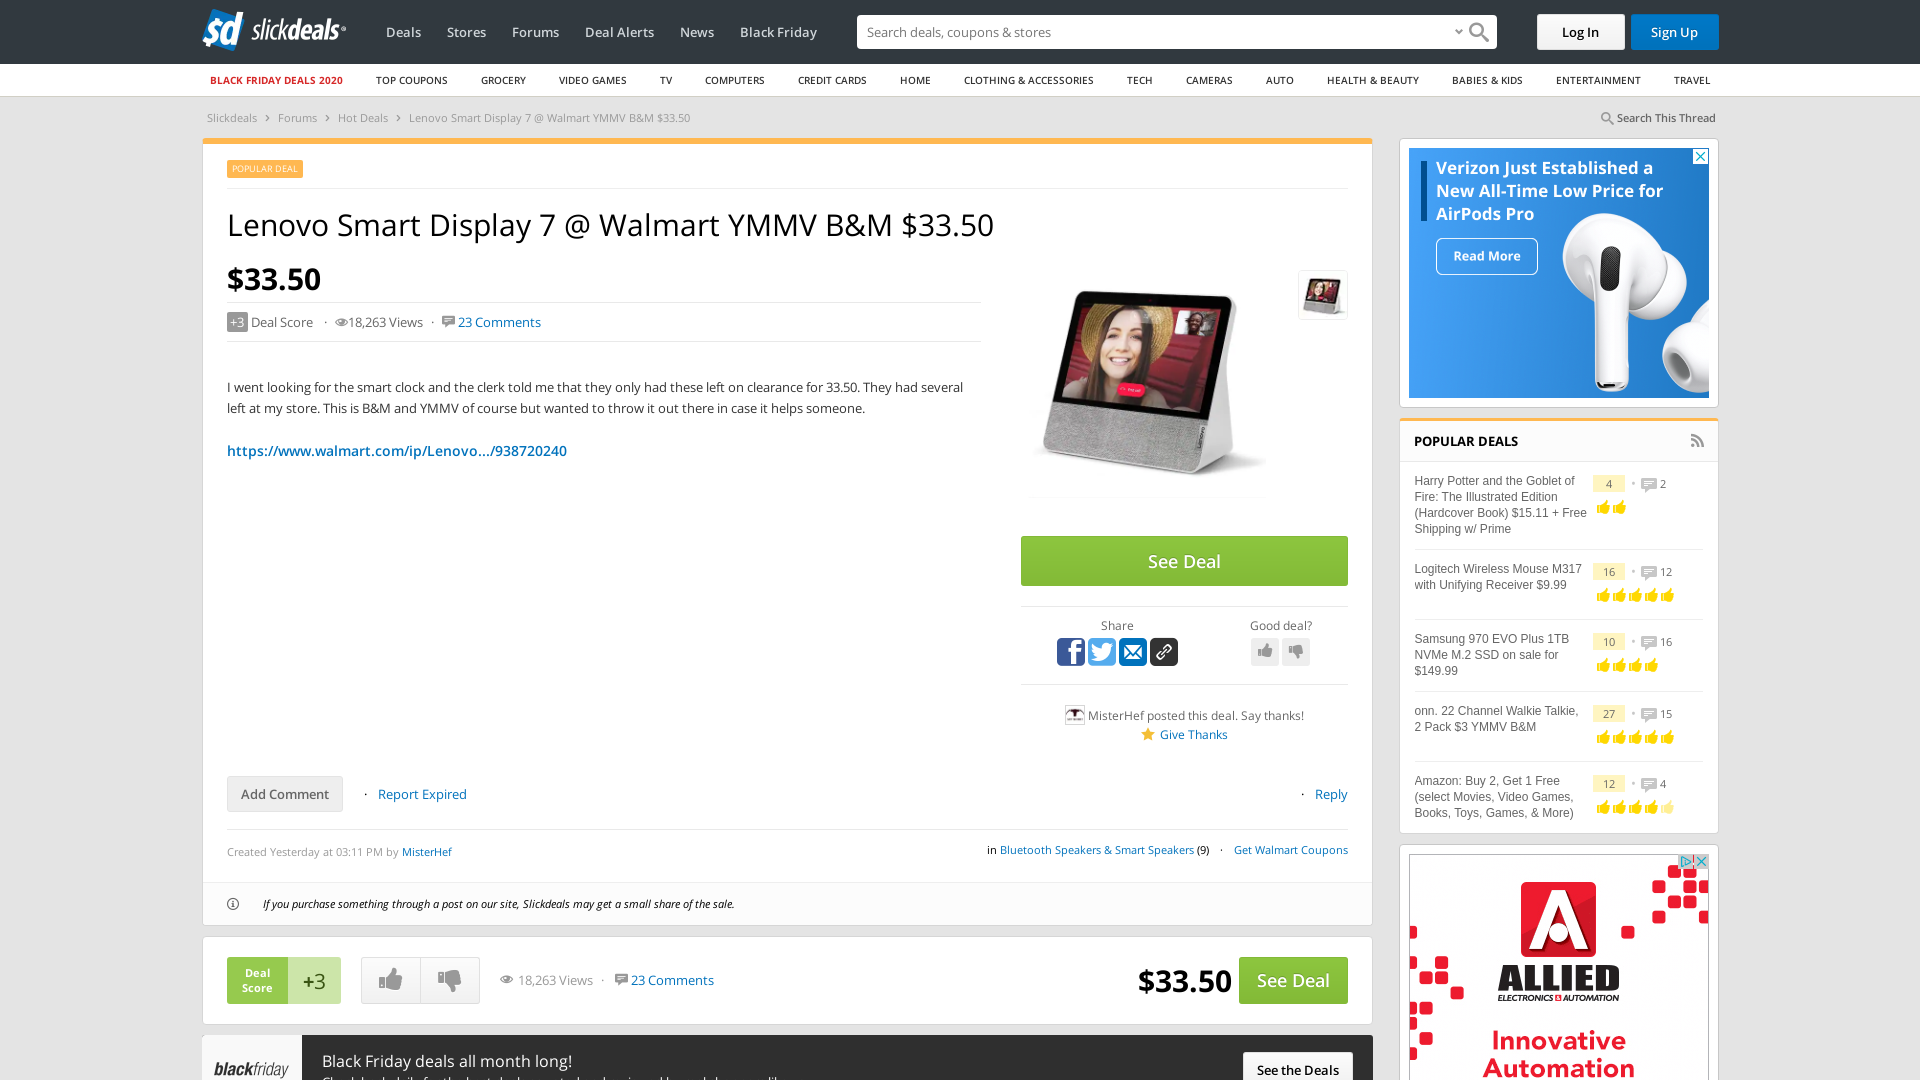 slickdeals
Deals
Stores
Forums
Deal Alerts
News
Black Friday
Search deals, coupons & stores
Log In
Sign Up
BLACK FRIDAY DEALS 2020
TOP COUPONS
GROCERY
VIDEO GAMES
TV
COMPUTERS
CREDIT CARDS
HOME
CLOTHING & ACCESSORIES
TECH
CAMERAS
AUTO
HEALTH & BEAUTY
BABIES & KIDS
ENTERTAINMENT
TRAVEL
Slickdeals › Forums › Hot Deals › Lenovo Smart Display 7 @ Walmart YMMV B&M $33.50
Search This Thread
POPULAR DEAL
Lenovo Smart Display 7 @ Walmart YMMV B&M $33.50
$33.50
+3 Deal Score · 18,263 Views · 23 Comments
I went looking for the smart clock and the clerk told me that they only had these left on clearance for 33.50. They had several
left at my store. This is B&M and YMMV of course but wanted to throw it out there in case it helps someone.
https://www.walmart.com/ip/Lenovo.../938720240
See Deal
Share
Good deal?
MisterHef posted this deal. Say thanks!
Give Thanks
Add Comment · Report Expired
· Reply
Created Yesterday at 03:11 PM by MisterHef
in Bluetooth Speakers & Smart Speakers (9) · Get Walmart Coupons
If you purchase something through a post on our site, Slickdeals may get a small share of the sale.
Deal
Score
+3
18,263 Views · 23 Comments
$33.50
See Deal
blackfriday
Black Friday deals all month long!
See the Deals
Verizon Just Established a
New All-Time Low Price for
AirPods Pro
Read More
POPULAR DEALS
Harry Potter and the Goblet of
Fire: The Illustrated Edition
(Hardcover Book) $15.11 + Free
Shipping w/ Prime
4 · 2
Logitech Wireless Mouse M317
with Unifying Receiver $9.99
16 · 12
Samsung 970 EVO Plus 1TB
NVMe M.2 SSD on sale for
$149.99
10 · 16
onn. 22 Channel Walkie Talkie,
2 Pack $3 YMMV B&M
27 · 15
Amazon: Buy 2, Get 1 Free
(select Movies, Video Games,
Books, Toys, Games, & More)
12 · 4
ALLIED
ELECTRONICS & AUTOMATION
Innovative
Automation